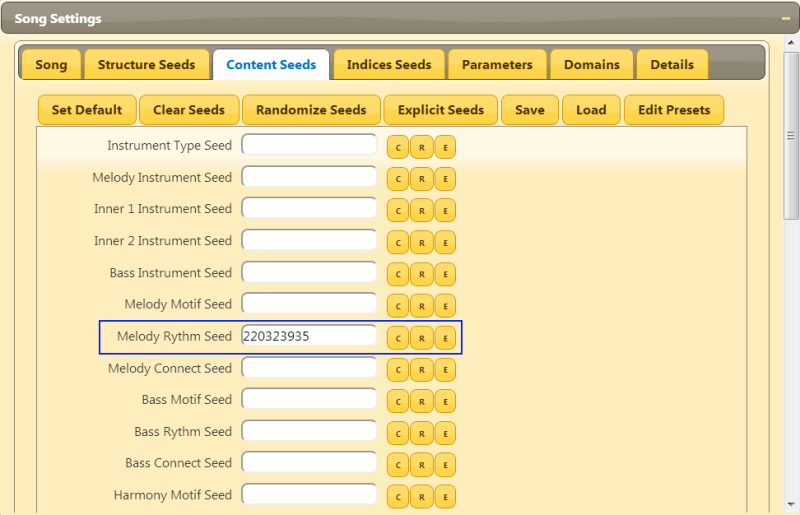 Song Settings
Song Structure Seeds Content Seeds Indices Seeds Parameters Domains Details
Set Default Clear Seeds Randomize Seeds Explicit Seeds Save Load Edit Presets
Instrument Type Seed C R E
Melody Instrument Seed C R E
Inner 1 Instrument Seed C R E
Inner 2 Instrument Seed C R E
Bass Instrument Seed C R E
Melody Motif Seed C R E
Melody Rythm Seed 220323935 C R E
Melody Connect Seed C R E
Bass Motif Seed C R E
Bass Rythm Seed C R E
Bass Connect Seed C R E
Harmony Motif Seed C R E